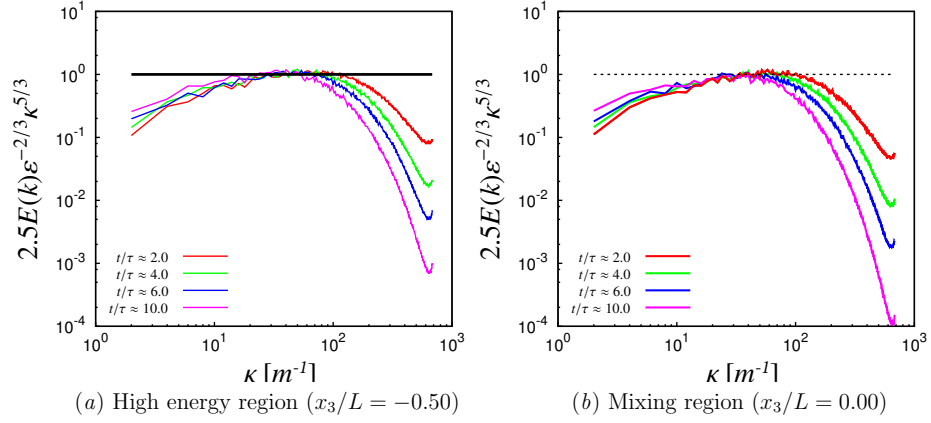 10^1
10^0
10^-1
10^-2
10^-3
10^-4
2.5E(k)ε^-2/3 κ^5/3
t/τ ≈ 2.0
t/τ ≈ 4.0
t/τ ≈ 6.0
t/τ ≈ 10.0
10^0 10^1 10^2 10^3
κ [m^-1]
(a) High energy region (x_3/L = −0.50)
10^1
10^0
10^-1
10^-2
10^-3
10^-4
2.5E(k)ε^-2/3 κ^5/3
t/τ ≈ 2.0
t/τ ≈ 4.0
t/τ ≈ 6.0
t/τ ≈ 10.0
10^0 10^1 10^2 10^3
κ [m^-1]
(b) Mixing region (x_3/L = 0.00)